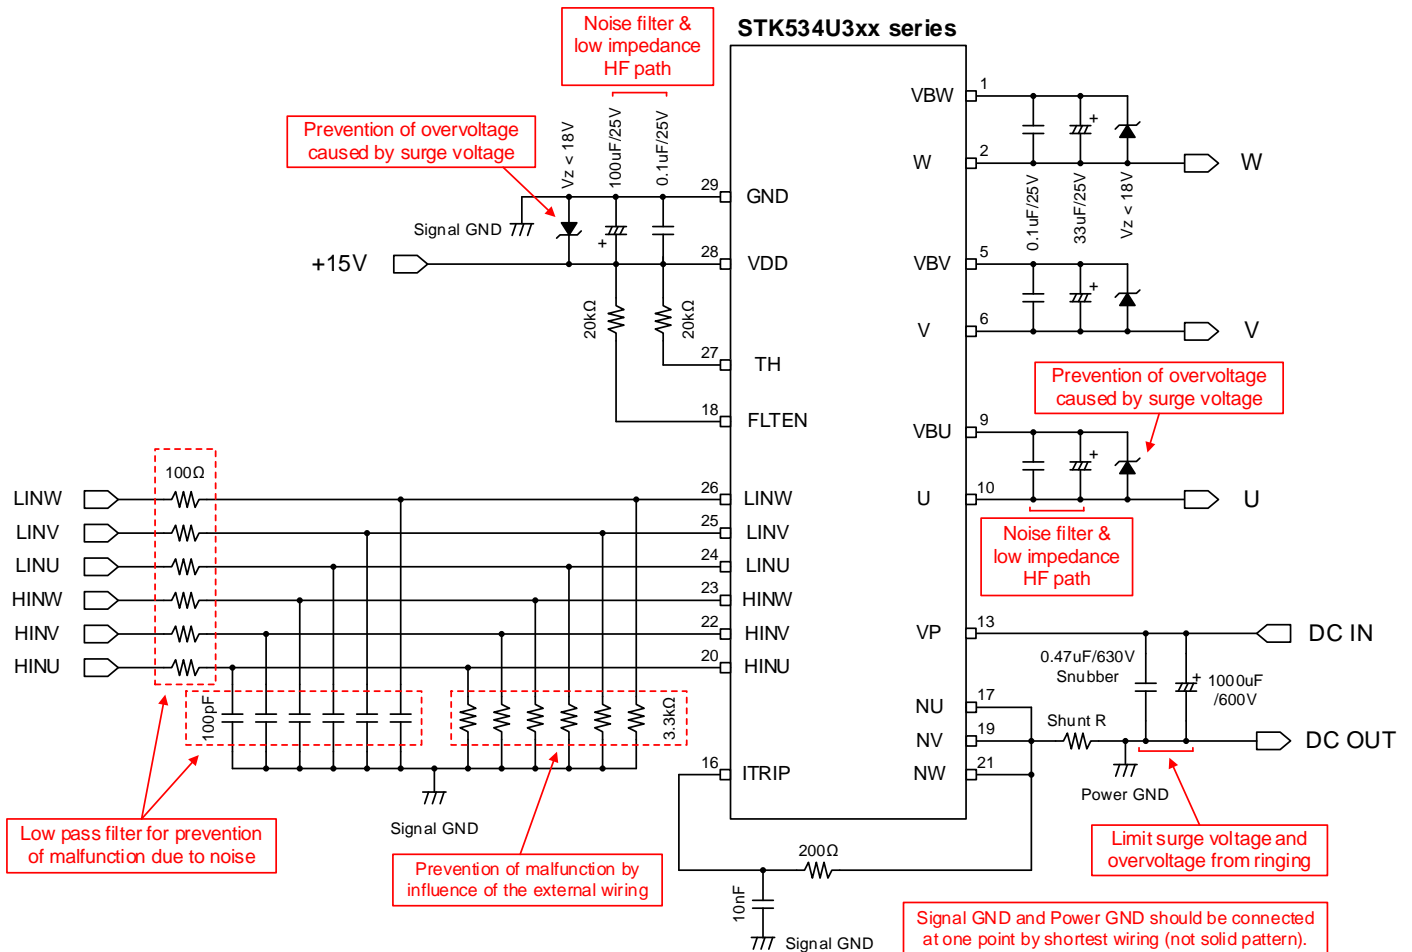 STK534U3xx series
Noise filter &
low impedance
HF path
Prevention of overvoltage
caused by surge voltage
Vz < 18V
100uF/25V
0.1uF/25V
29
GND
Signal GND
+15V
28
VDD
20kΩ
20kΩ
27
TH
18
FLTEN
VBW
1
W
2
W
0.1uF/25V
33uF/25V
Vz < 18V
+
+
VBV
5
+
V
6
V
Prevention of overvoltage
caused by surge voltage
VBU
9
+
U
10
U
Noise filter &
low impedance
HF path
100Ω
LINW
26
LINW
LINV
25
LINV
LINU
24
LINU
HINW
23
HINW
HINV
22
HINV
HINU
20
HINU
VP
13
DC IN
0.47uF/630V
Snubber
+
1000uF
/600V
100pF
3.3kΩ
NU
17
NV
19
Shunt R
DC OUT
NW
21
Power GND
16
ITRIP
Signal GND
Low pass filter for prevention
of malfunction due to noise
Prevention of malfunction by
influence of the external wiring
Limit surge voltage and
overvoltage from ringing
200Ω
10nF
Signal GND
Signal GND and Power GND should be connected
at one point by shortest wiring (not solid pattern).